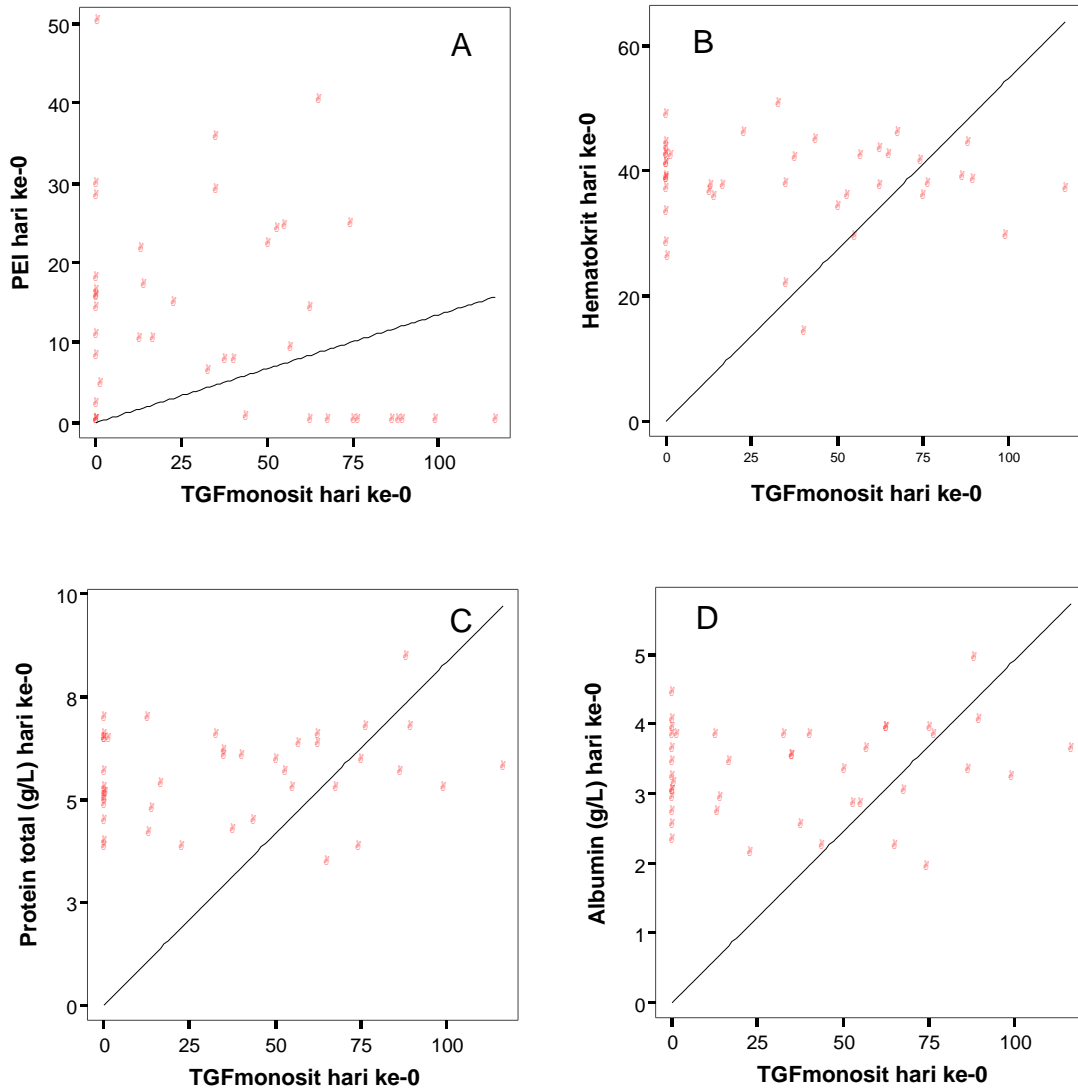 A
PEI hari ke-0
50
40
30
20
10
0
0 25 50 75 100
TGFmonosit hari ke-0
B
Hematokrit hari ke-0
60
40
20
0
0 25 50 75 100
TGFmonosit hari ke-0
C
Protein total (g/L) hari ke-0
10
8
5
3
0
0 25 50 75 100
TGFmonosit hari ke-0
D
Albumin (g/L) hari ke-0
5
4
3
2
1
0
0 25 50 75 100
TGFmonosit hari ke-0